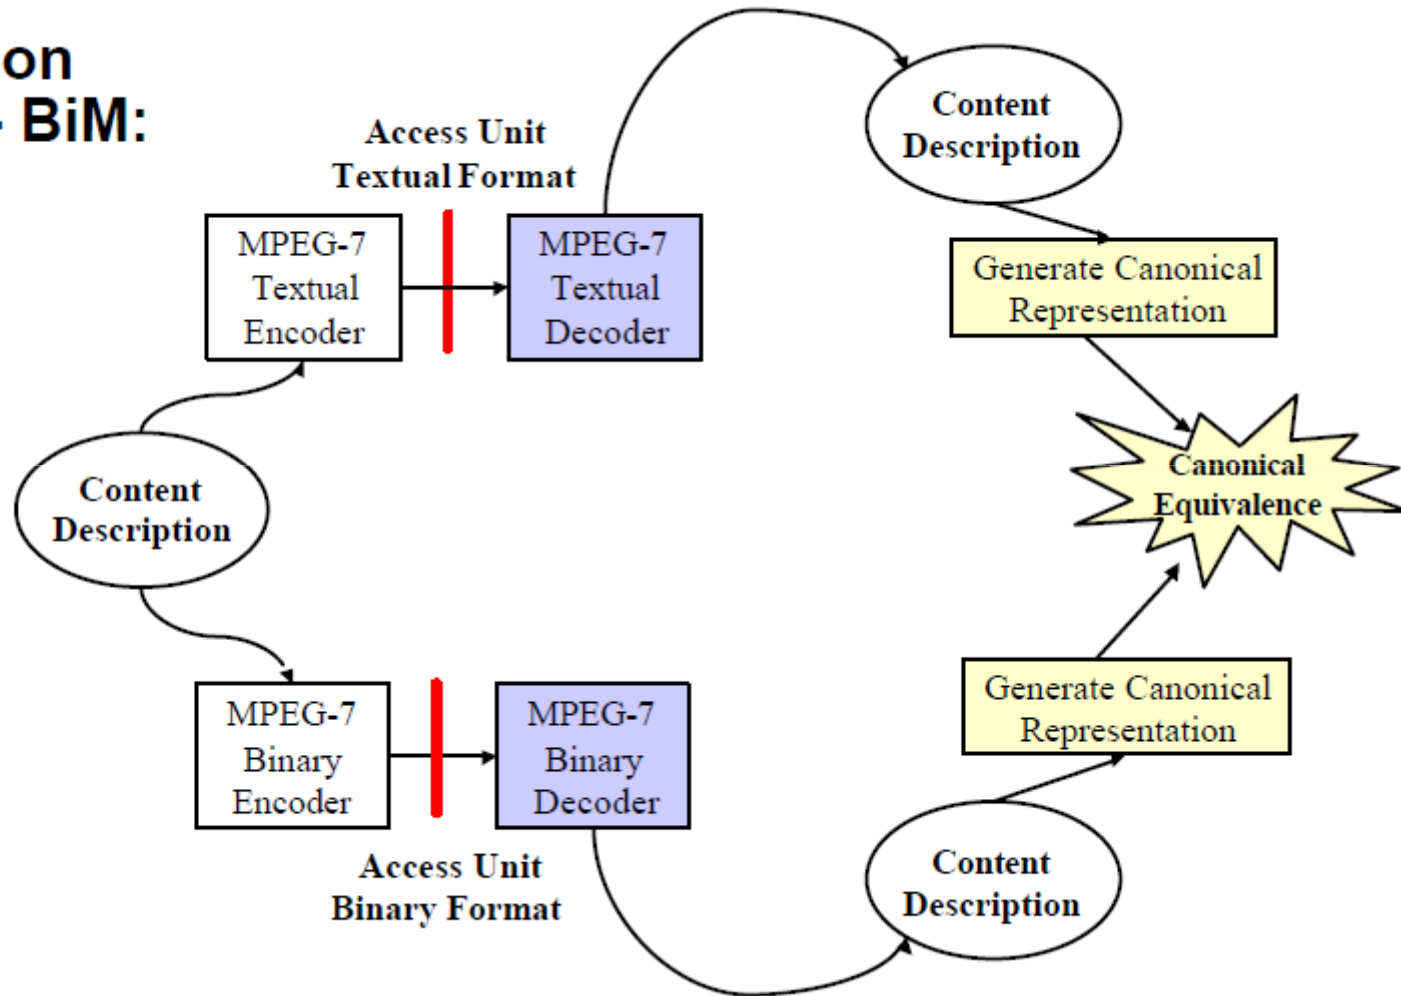 on
- BiM:
Access Unit
Textual Format
Content
Description
MPEG-7
Textual
Encoder
MPEG-7
Textual
Decoder
Generate Canonical
Representation
Canonical
Equivalence
Content
Description
MPEG-7
Binary
Encoder
MPEG-7
Binary
Decoder
Generate Canonical
Representation
Access Unit
Binary Format
Content
Description